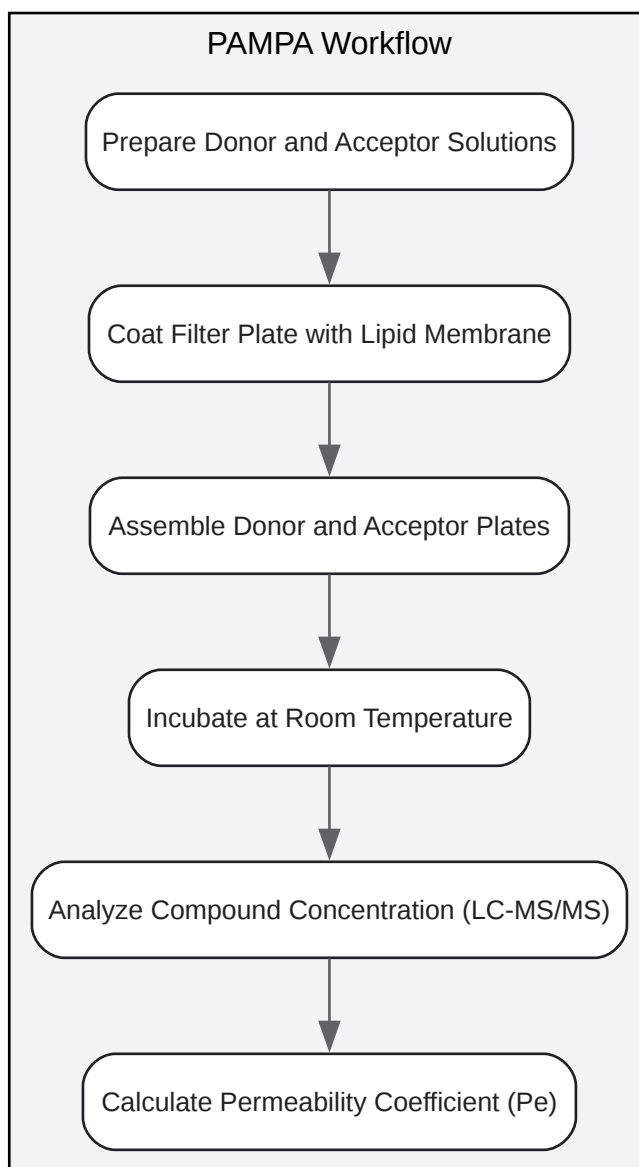 PAMPA Workflow
Prepare Donor and Acceptor Solutions
Coat Filter Plate with Lipid Membrane
Assemble Donor and Acceptor Plates
Incubate at Room Temperature
Analyze Compound Concentration (LC-MS/MS)
Calculate Permeability Coefficient (Pe)